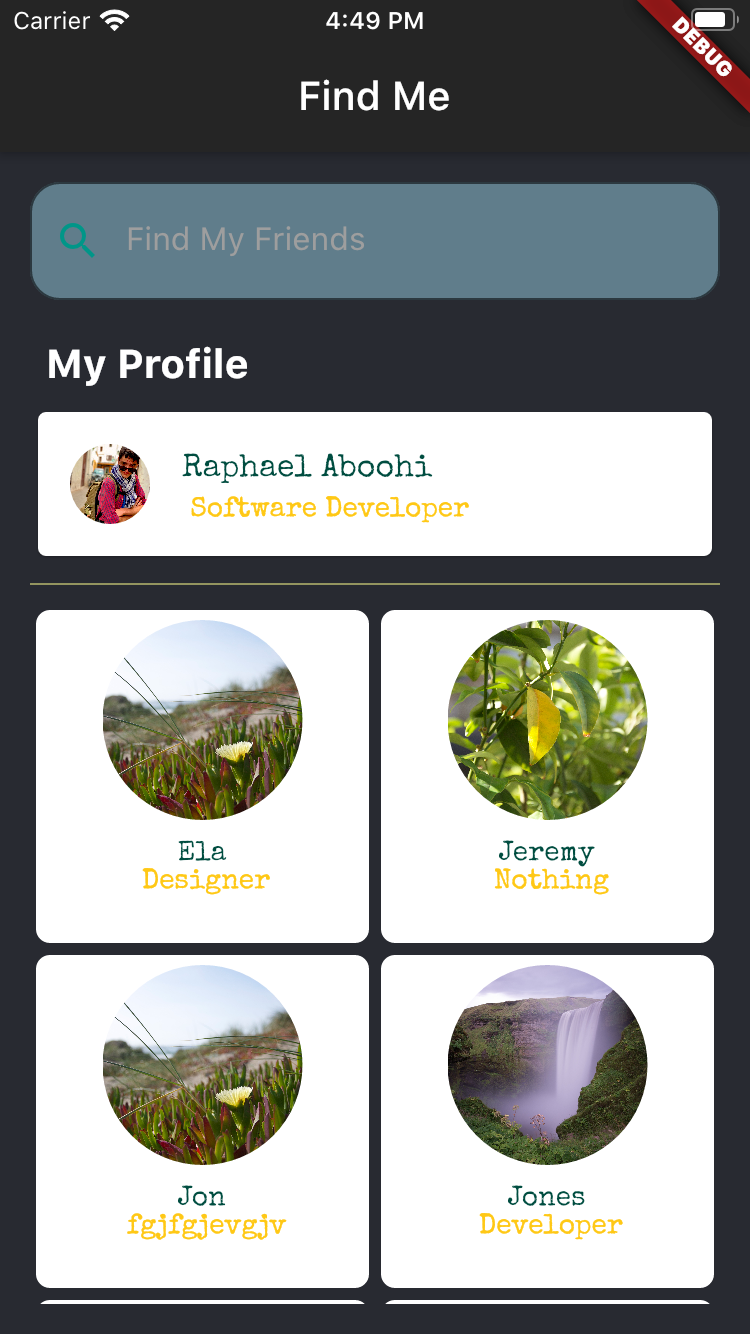 Carrier 4:49 PM
DEBUG
Find Me
Find My Friends
My Profile
Raphael Aboohi
Software Developer
Ela
Designer
Jeremy
Nothing
Jon
fgjfgjevgjv
Jones
Developer